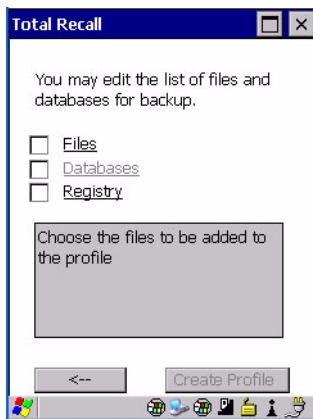 Total Recall
You may edit the list of files and
databases for backup.
Files
Databases
Registry
Choose the files to be added to
the profile
<--
Create Profile